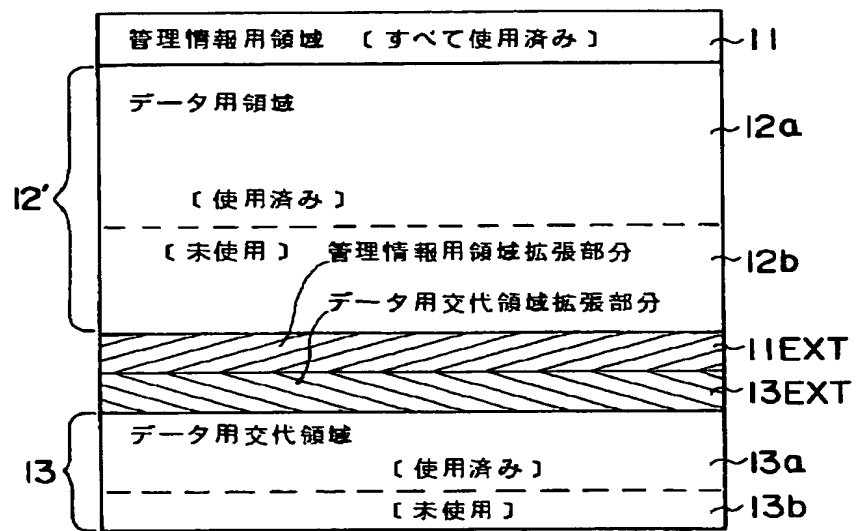 管理情報用領域 〔すべて使用済み〕
11
データ用領域
12a
12'
〔使用済み〕
〔未使用〕 管理情報用領域拡張部分
12b
データ用交代領域拡張部分
11EXT
13EXT
データ用交代領域
13
〔使用済み〕
13a
〔未使用〕
13b